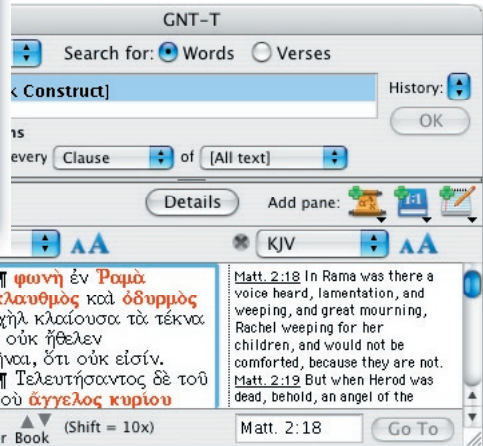 GNT-T
Search for: Words Verses
Construct]
History:
OK
every Clause of [All text]
Details Add pane:
AA KJV AA
¶ φωνὴ ἐν Ῥαμὰ
κλαυθμὸς καὶ ὀδυρμὸς
κλαίουσα τὰ τέκνα
οὐκ ἤθελεν
ὅτι οὐκ εἰσίν.
¶ Τελευτήσαντος δὲ τοῦ
ἄγγελος κυρίου
Matt. 2:18 In Rama was there a
voice heard, lamentation, and
weeping, and great mourning,
Rachel weeping for her
children, and would not be
comforted, because they are not.
Matt. 2:19 But when Herod was
dead, behold, an angel of the
Book (Shift = 10x) Matt. 2:18 Go To